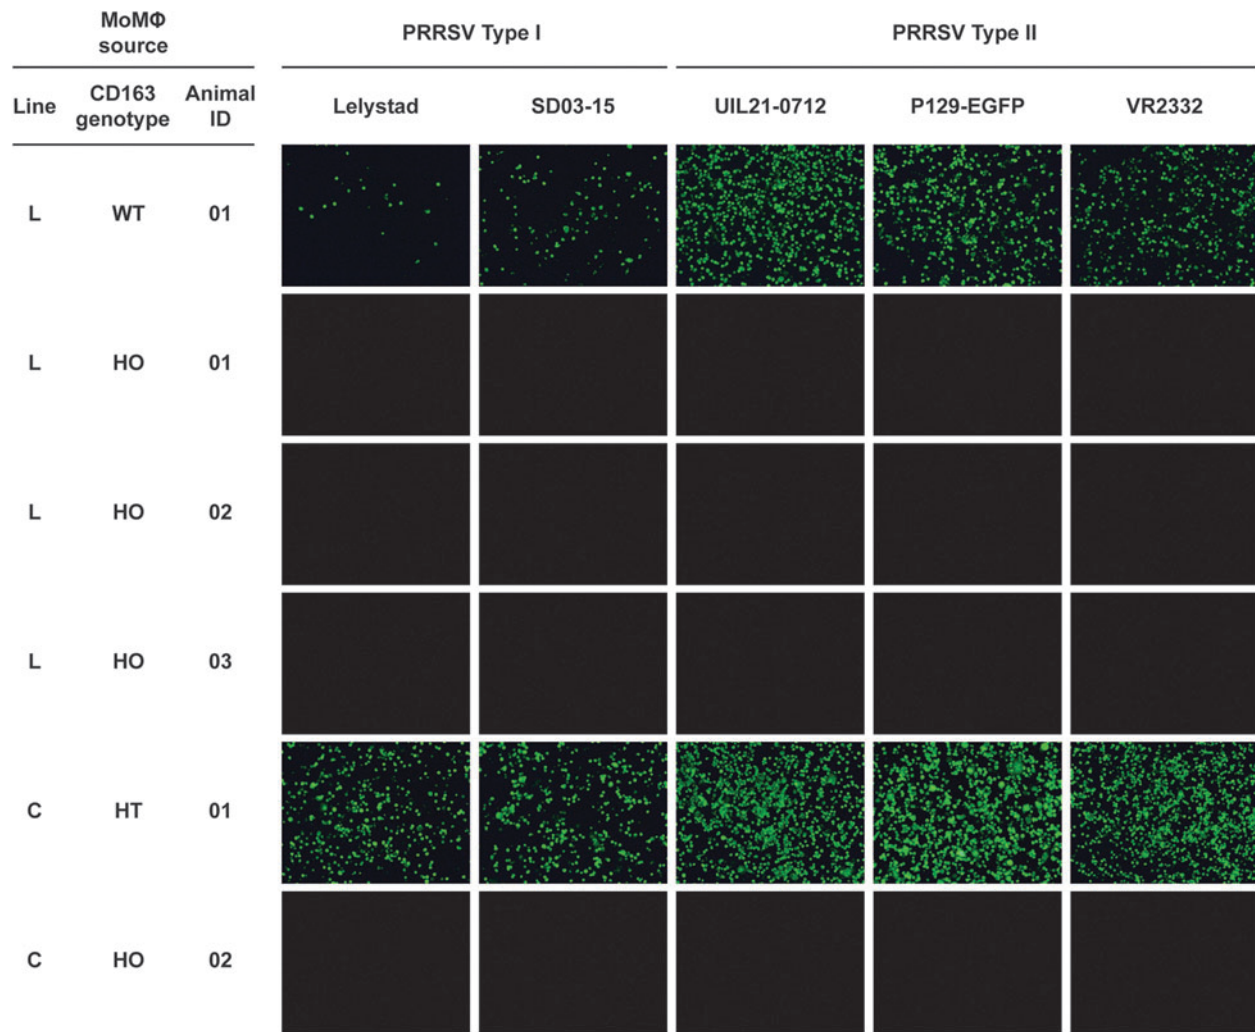 MoMΦ
source
PRRSV Type I
PRRSV Type II
Line
CD163
genotype
Animal
ID
Lelystad
SD03-15
UIL21-0712
P129-EGFP
VR2332
L WT 01
L HO 01
L HO 02
L HO 03
C HT 01
C HO 02